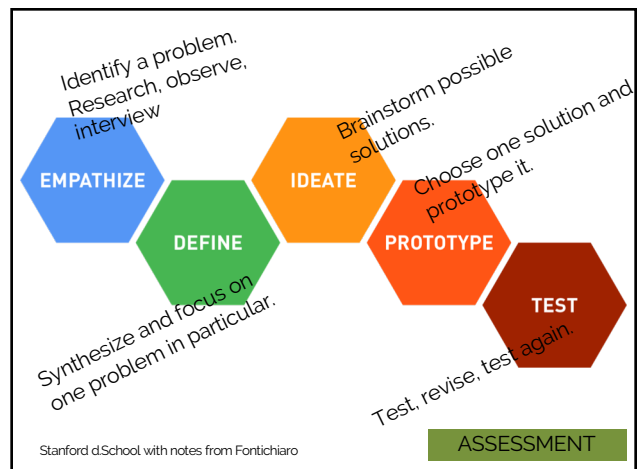 Identify a problem.
Research, observe,
interview
EMPATHIZE
Synthesize and focus on
one problem in particular.
DEFINE
Brainstorm possible
solutions.
IDEATE
Choose one solution and
prototype it.
PROTOTYPE
TEST
Test, revise, test again.
Stanford d.School with notes from Fontichiaro
ASSESSMENT